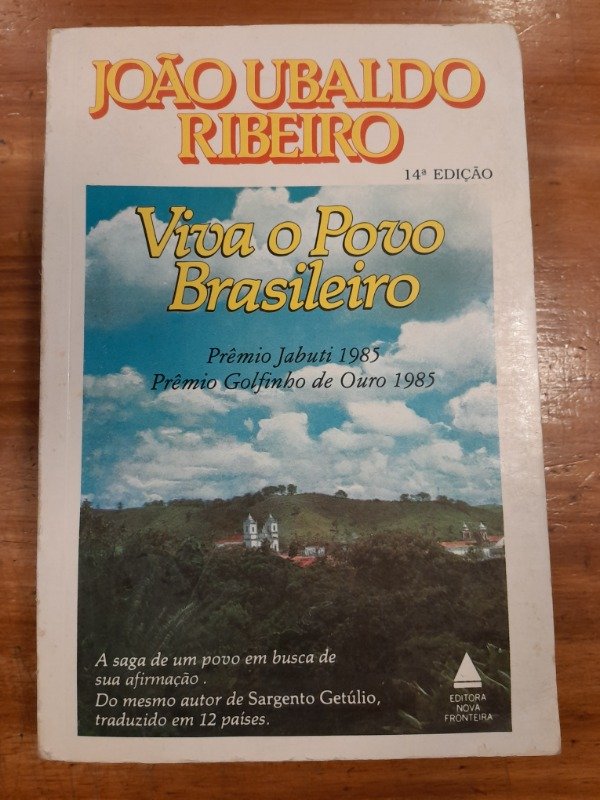 JOÃO UBALDO
RIBEIRO
14ª EDIÇÃO
Viva o Povo
Brasileiro
Prêmio Jabuti 1985
Prêmio Golfinho de Ouro 1985
A saga de um povo em busca de
sua afirmação .
Do mesmo autor de Sargento Getúlio,
traduzido em 12 países.
EDITORA
NOVA
FRONTEIRA